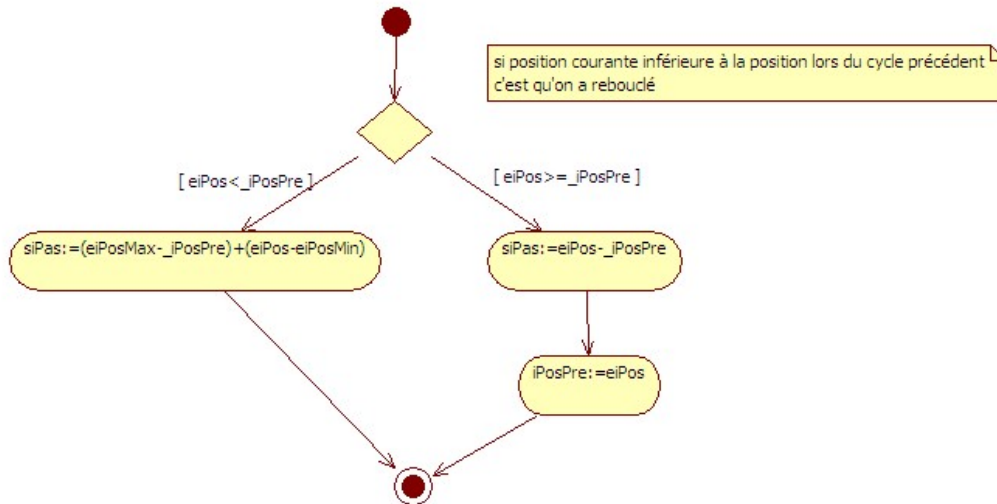 si position courante inférieure à la position lors du cycle précédent
c'est qu'on a rebouclé
[ eiPos<_iPosPre ]
[ eiPos>=_iPosPre ]
siPas:=(eiPosMax-_iPosPre)+(eiPos-eiPosMin)
siPas:=eiPos-_iPosPre
iPosPre:=eiPos